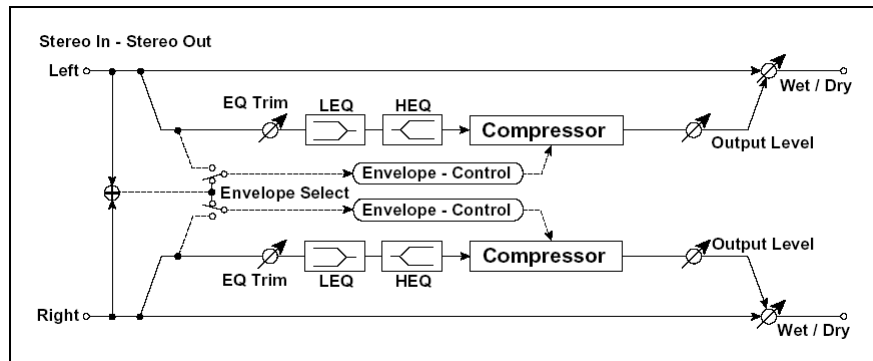 Stereo In - Stereo Out
Left
Wet / Dry
EQ Trim
LEQ
HEQ
Compressor
Output Level
Envelope - Control
Envelope Select
Envelope - Control
EQ Trim
LEQ
HEQ
Compressor
Output Level
Right
Wet / Dry